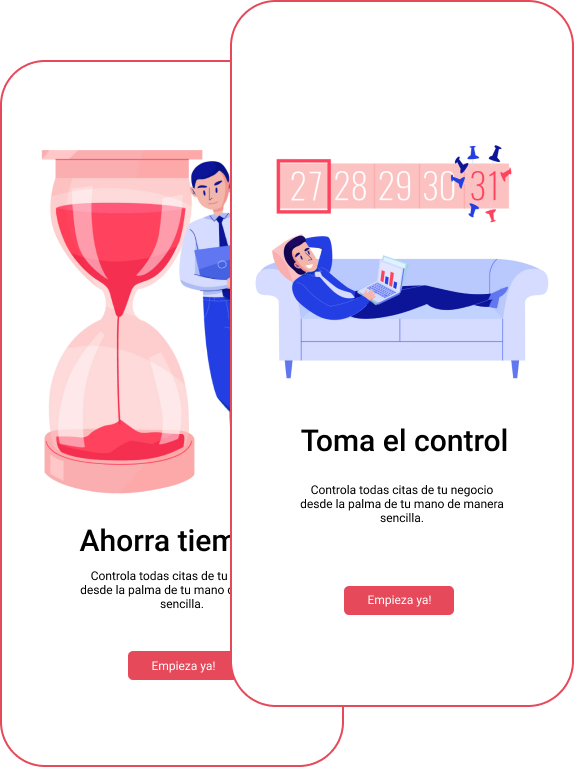 27 28 29 30 31
Toma el control
Controla todas citas de tu negocio
desde la palma de tu mano de manera
sencilla.
Empieza ya!
Ahorra
Controla todas citas de tu
desde la palma de tu mano
sencilla.
Empieza ya!